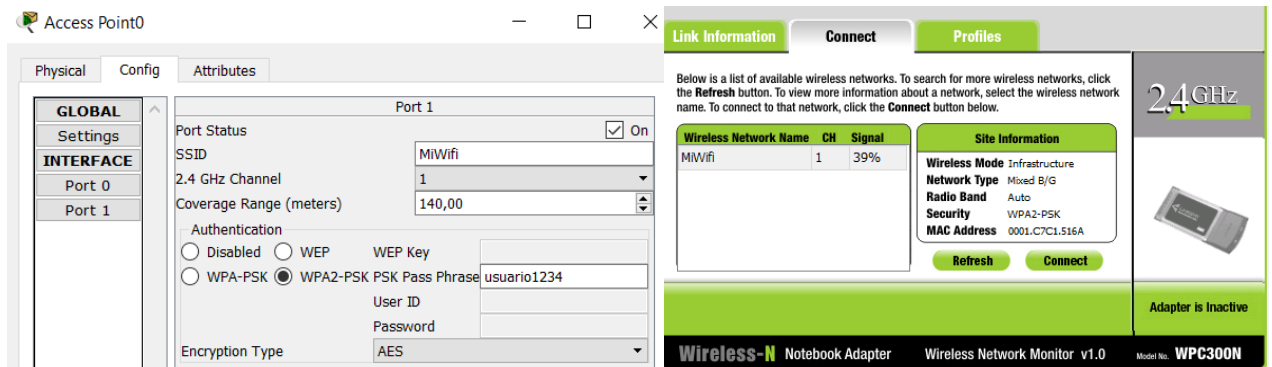 Access Point0
Physical Config Attributes
GLOBAL
Settings
INTERFACE
Port 0
Port 1
Port 1
Port Status On
SSID MiWifi
2.4 GHz Channel 1
Coverage Range (meters) 140,00
Authentication
Disabled WEP WEP Key
WPA-PSK WPA2-PSK PSK Pass Phrase usuario1234
User ID
Password
Encryption Type AES
Link Information Connect Profiles
Below is a list of available wireless networks. To search for more wireless networks, click
the Refresh button. To view more information about a network, select the wireless network
name. To connect to that network, click the Connect button below.
Wireless Network Name CH Signal
MiWifi 1 39%
Site Information
Wireless Mode Infrastructure
Network Type Mixed B/G
Radio Band Auto
Security WPA2-PSK
MAC Address 0001.C7C1.516A
Refresh Connect
2.4GHz
Adapter is Inactive
Wireless-N Notebook Adapter Wireless Network Monitor v1.0 Model No. WPC300N